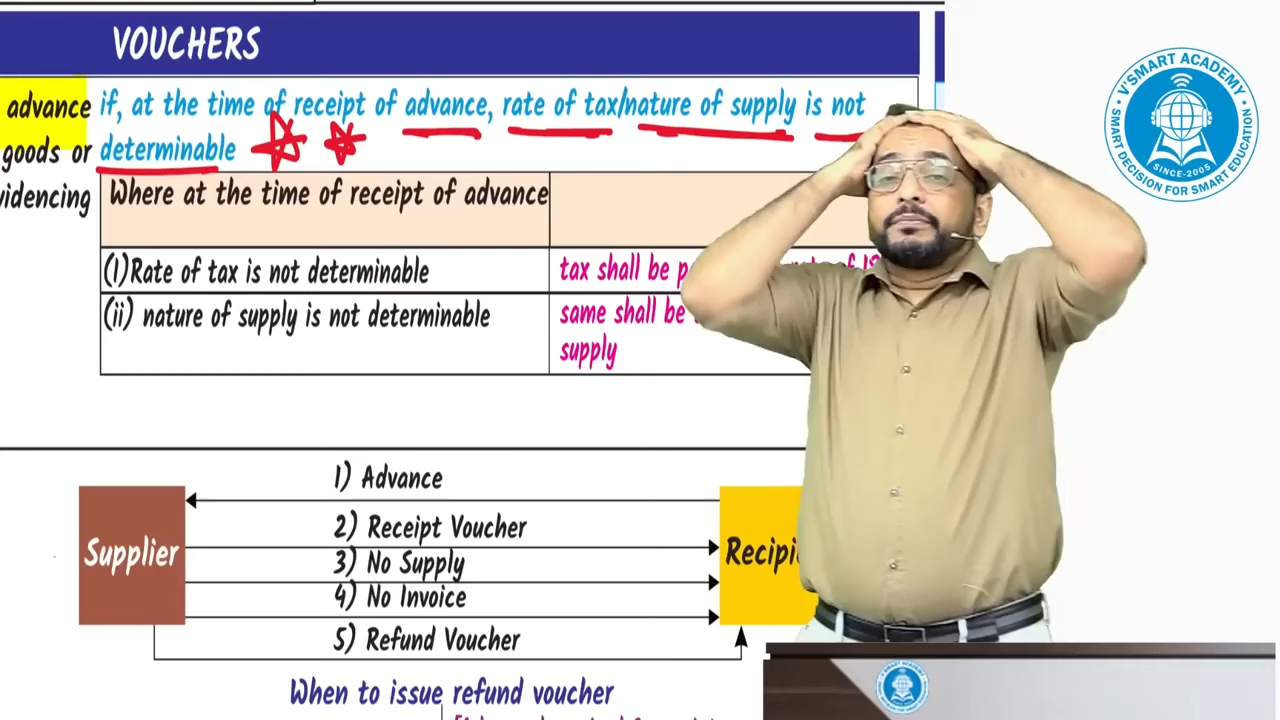 VOUCHERS
advance if, at the time of receipt of advance, rate of tax/nature of supply is not
goods or determinable
Where at the time of receipt of advance
(I)Rate of tax is not determinable
tax shall be
(ii) nature of supply is not determinable
same shall be
supply
1) Advance
2) Receipt Voucher
3) No Supply
4) No Invoice
5) Refund Voucher
Supplier
When to issue refund voucher
V'SMART ACADEMY
SINCE-2005
SMART DECISION FOR SMART EDUCATION